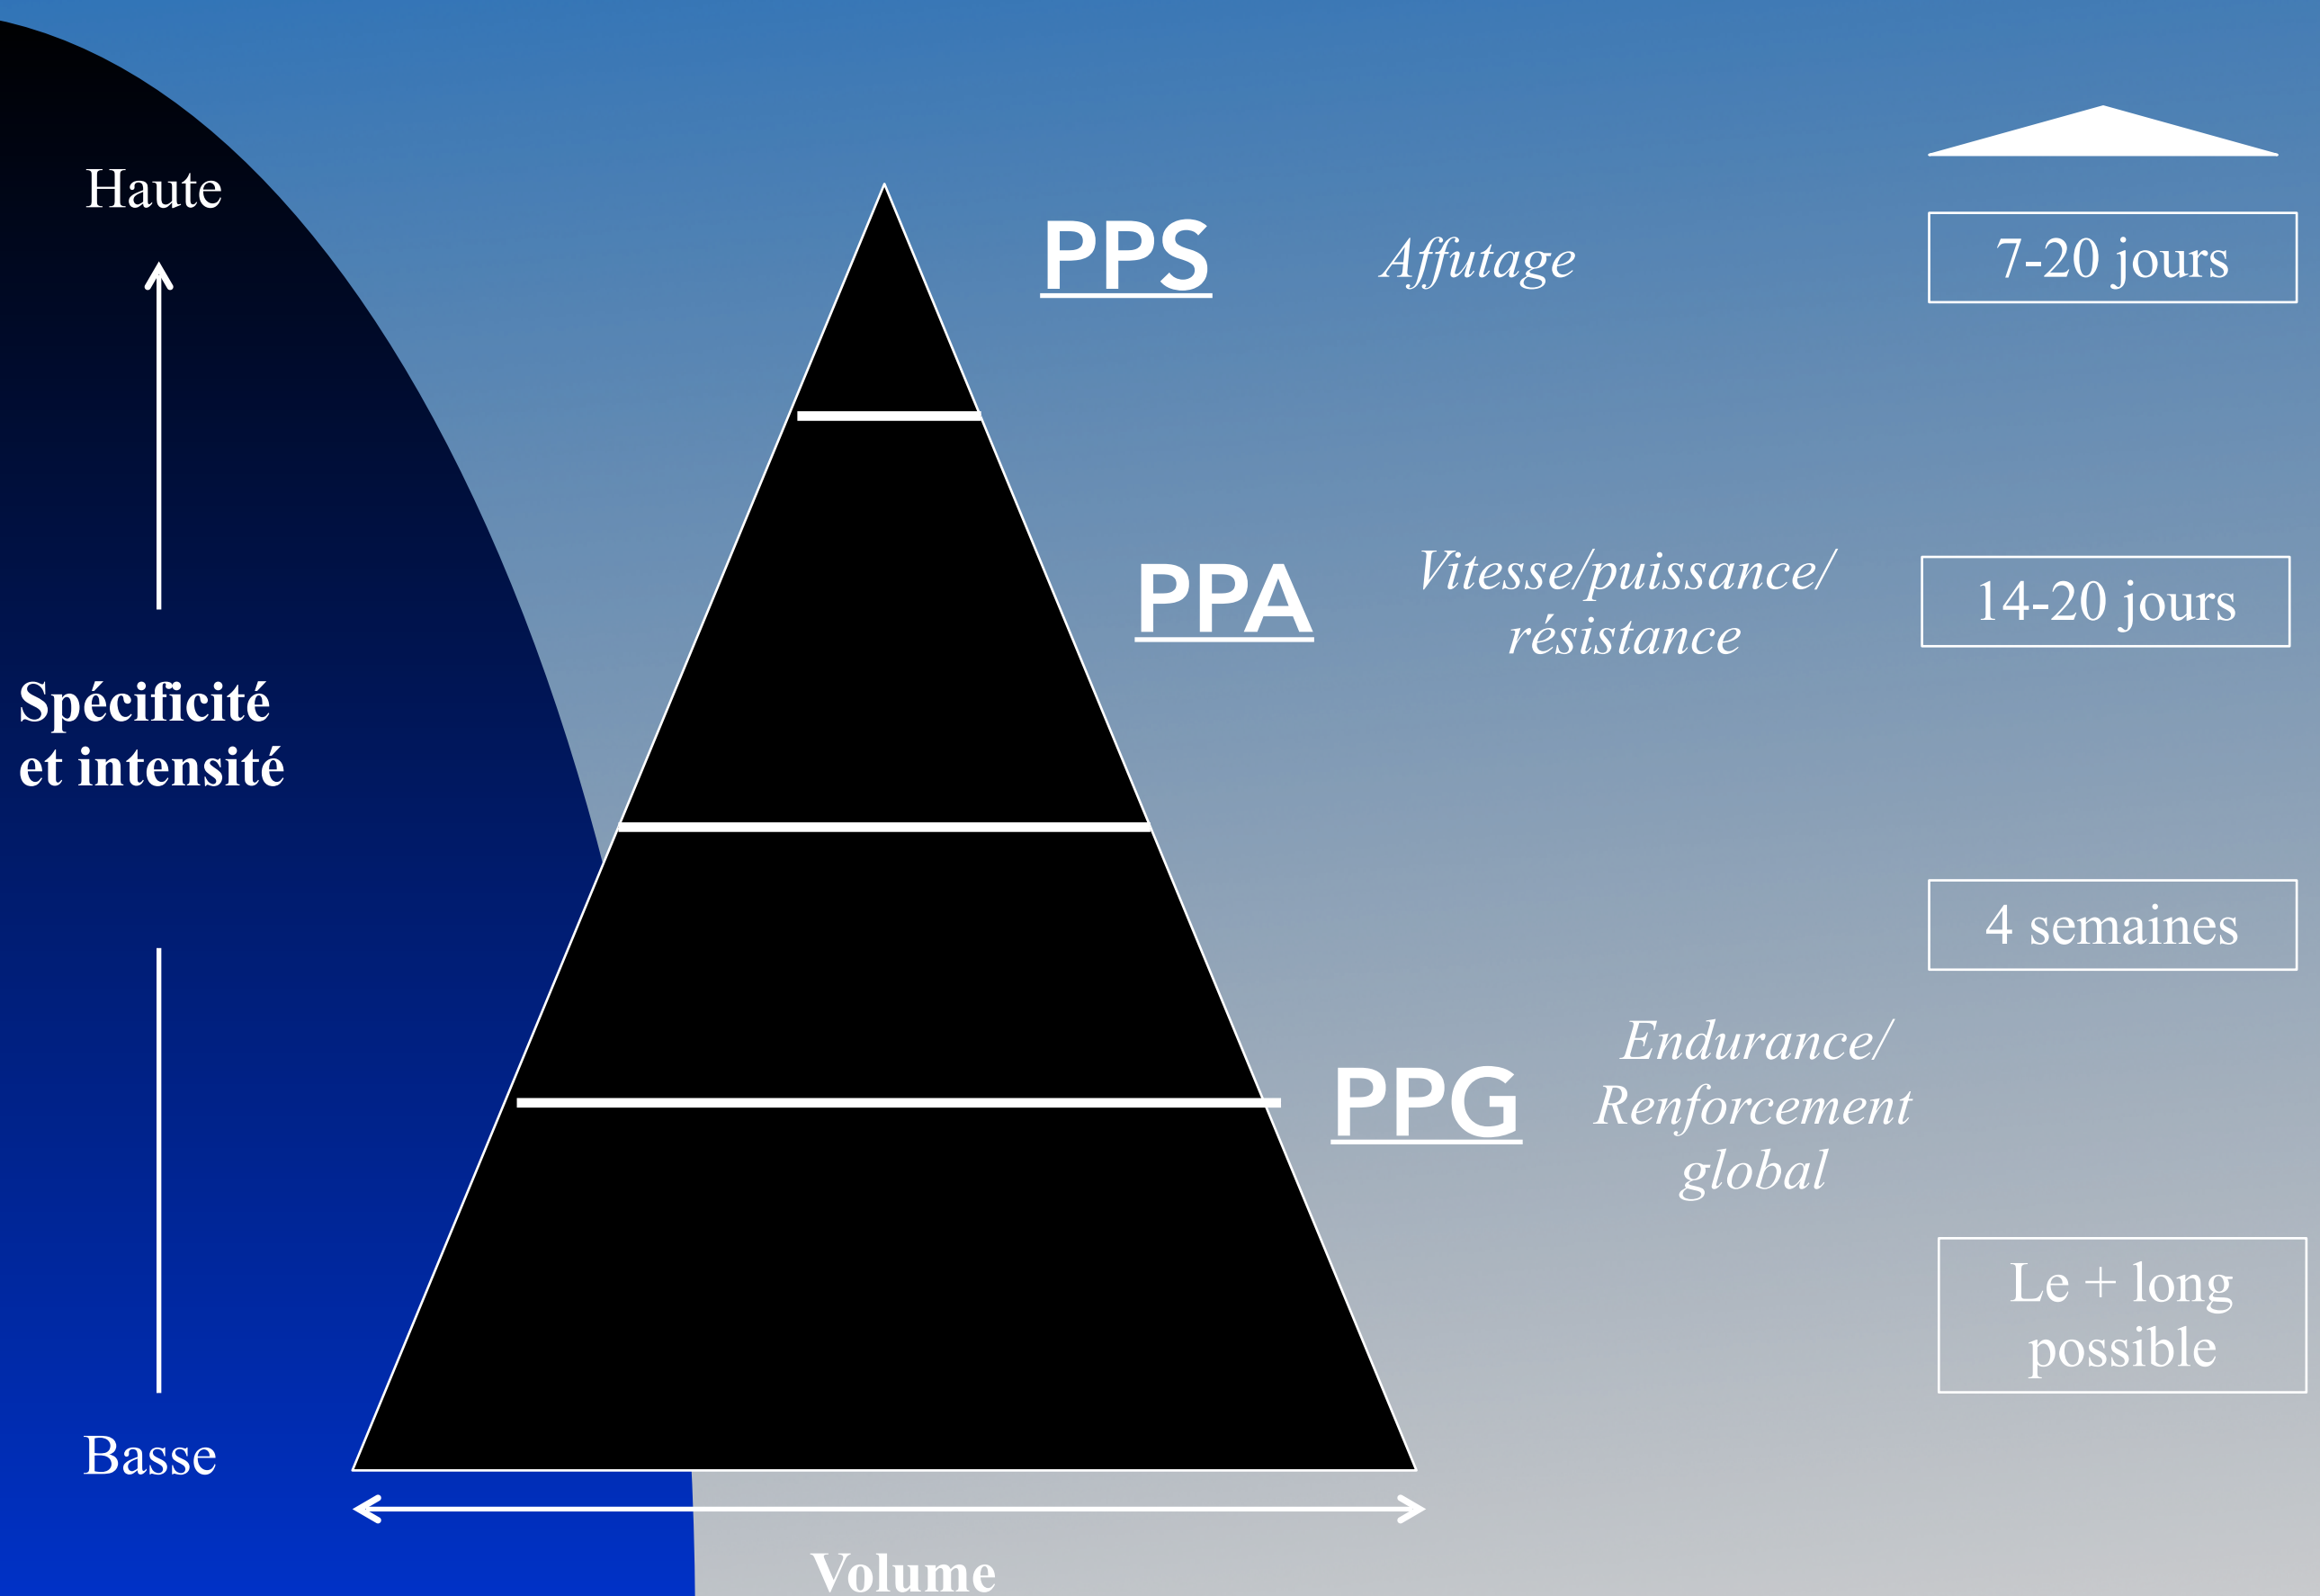 Haute
PPS
Affutage
7-20 jours
PPA
Vitesse/puissance/
résistance
14-20 jours
Spécificité
et intensité
4 semaines
PPG
Endurance/
Renforcement
global
Le + long
possible
Basse
Volume